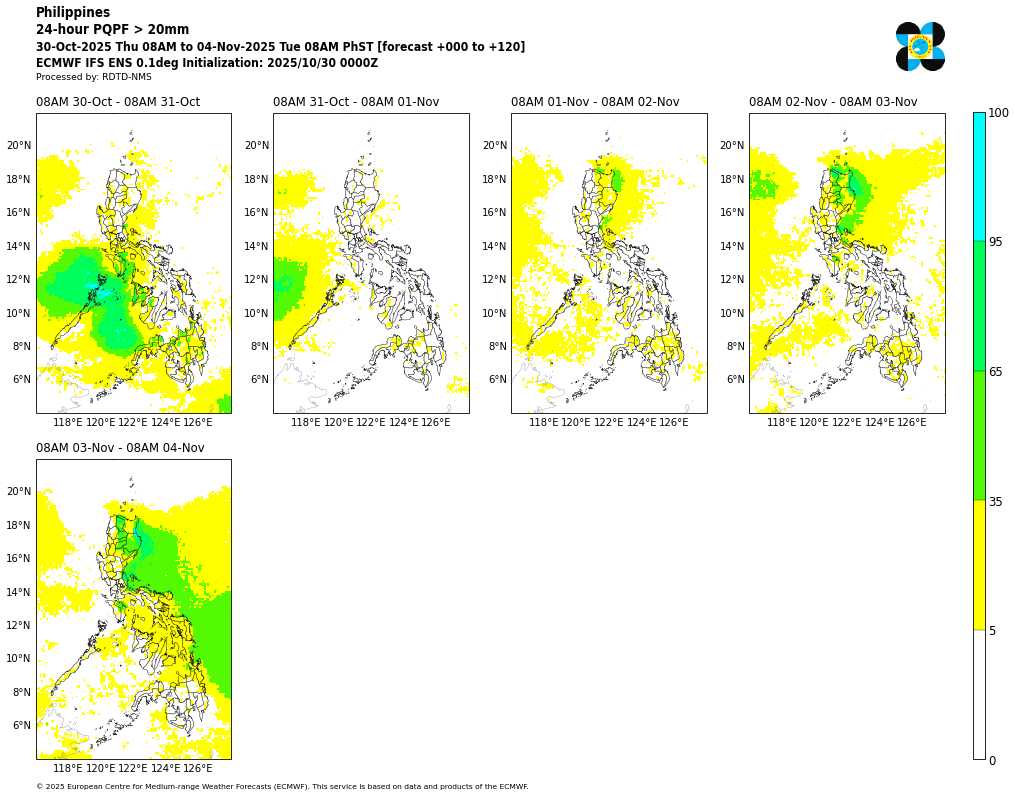 Philippines
24-hour PQPF > 20mm
30-Oct-2025 Thu 08AM to 04-Nov-2025 Tue 08AM PhST [forecast +000 to +120]
ECMWF IFS ENS 0.1deg Initialization: 2025/10/30 0000Z
Processed by: RDTD-NMS
08AM 30-Oct - 08AM 31-Oct
08AM 31-Oct - 08AM 01-Nov
08AM 01-Nov - 08AM 02-Nov
08AM 02-Nov - 08AM 03-Nov
20°N 20°N 20°N 20°N
18°N 18°N 18°N 18°N
16°N 16°N 16°N 16°N
14°N 14°N 14°N 14°N
12°N 12°N 12°N 12°N
10°N 10°N 10°N 10°N
8°N 8°N 8°N 8°N
6°N 6°N 6°N 6°N
118°E 120°E 122°E 124°E 126°E 118°E 120°E 122°E 124°E 126°E 118°E 120°E 122°E 124°E 126°E 118°E 120°E 122°E 124°E 126°E
100
95
65
35
5
0
08AM 03-Nov - 08AM 04-Nov
20°N
18°N
16°N
14°N
12°N
10°N
8°N
6°N
118°E 120°E 122°E 124°E 126°E
© 2025 European Centre for Medium-range Weather Forecasts (ECMWF). This service is based on data and products of the ECMWF.